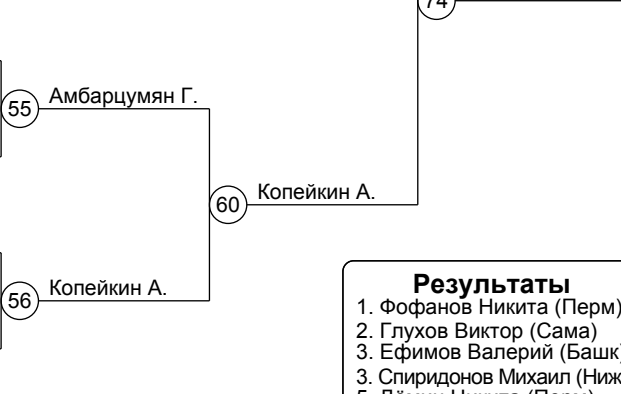 74
Амбарцумян Г.
55
Копейкин А.
60
Копейкин А.
56
Результаты
1. Фофанов Никита (Перм)
2. Глухов Виктор (Сама)
3. Ефимов Валерий (Башк)
3. Спиридонов Михаил (Ниж